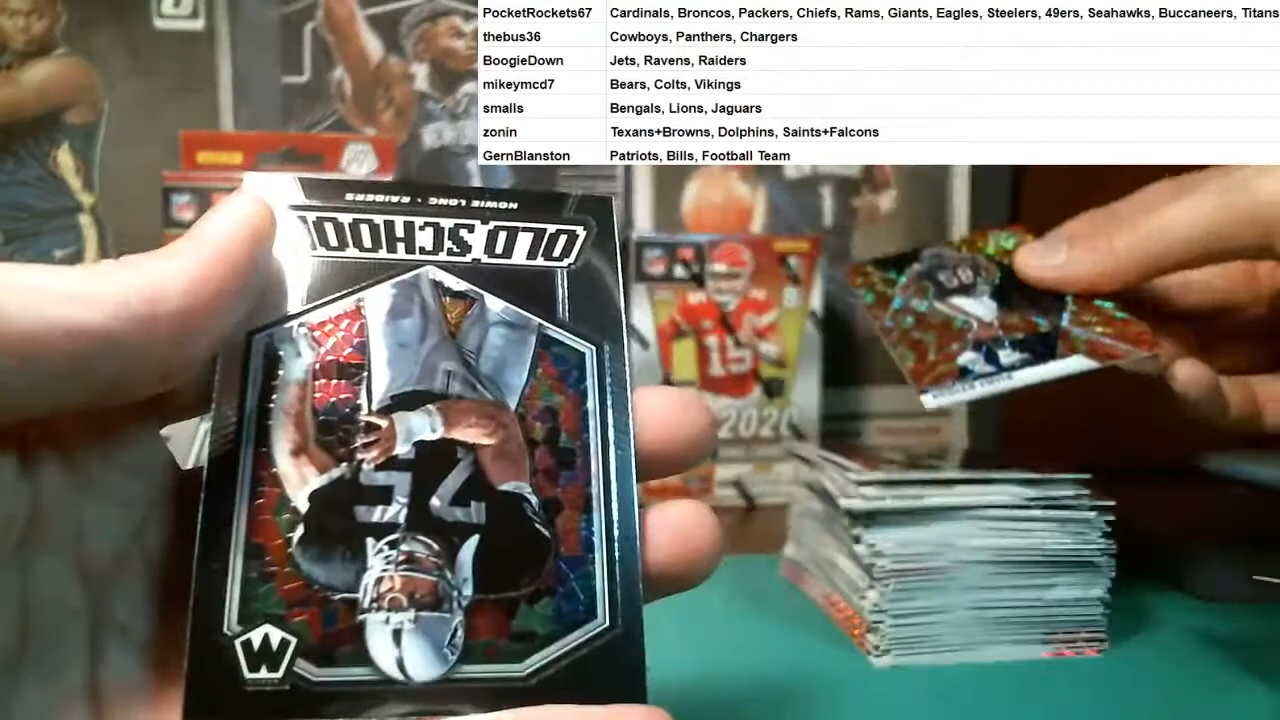 PocketRockets67 Cardinals, Broncos, Packers, Chiefs, Rams, Giants, Eagles, Steelers, 49ers, Seahawks, Buccaneers, Titans
thebus36 Cowboys, Panthers, Chargers
BoogieDown Jets, Ravens, Raiders
mikeymcd7 Bears, Colts, Vikings
smalls Bengals, Lions, Jaguars
zonin Texans+Browns, Dolphins, Saints+Falcons
GernBlanston Patriots, Bills, Football Team
HOWIE LONG · RAIDERS
OLD SCHOOL
75
W
15
2020